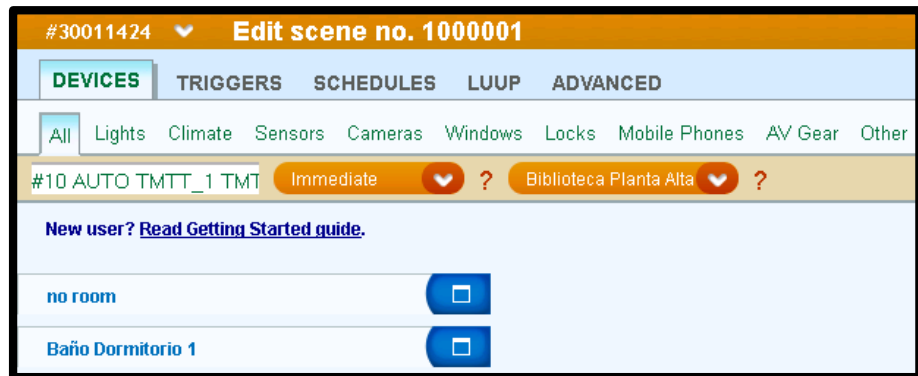 #30011424 Edit scene no. 1000001
DEVICES TRIGGERS SCHEDULES LUUP ADVANCED
All Lights Climate Sensors Cameras Windows Locks Mobile Phones AV Gear Other
#10 AUTO TMTT_1 TMT Immediate ? Biblioteca Planta Alta ?
New user? Read Getting Started guide.
no room
Baño Dormitorio 1